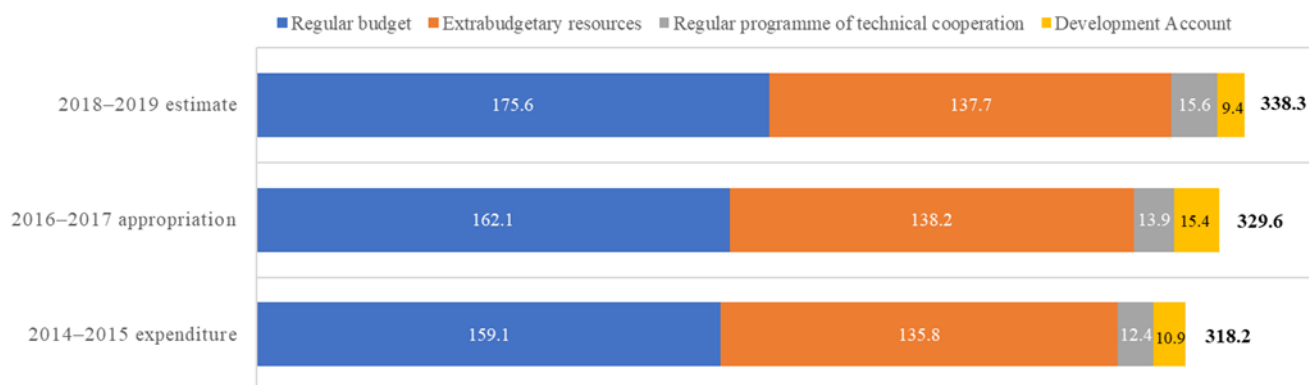 Regular budget Extrabudgetary resources Regular programme of technical cooperation Development Account
2018–2019 estimate 175.6 137.7 15.6 9.4 338.3
2016–2017 appropriation 162.1 138.2 13.9 15.4 329.6
2014–2015 expenditure 159.1 135.8 12.4 10.9 318.2